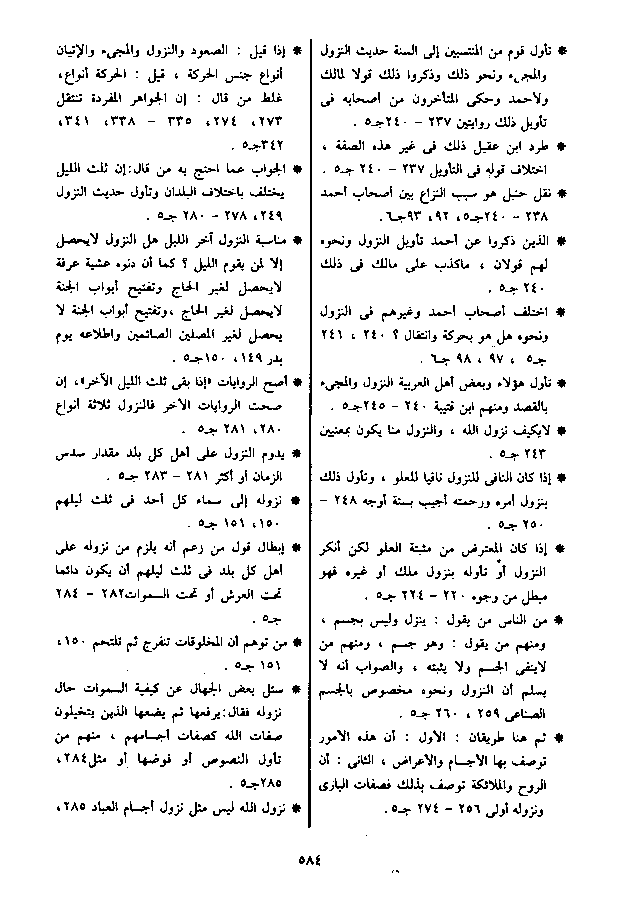 * تأول قوم من المنتسبين إلى السنة حديث النزول
والمجىء ونحو ذلك وذكروا ذلك قولا لمالك
ولأحمد وحكى المتأخرون من أصحابه فى
تأويل ذلك روايتين ٢٣٧ - ٢٤٠جـ٥ .
* طرد ابن عقيل ذلك فى غير هذه الصفة ،
اختلاف قوله فى التأويل ٢٣٧ - ٢٤٠ جـ٥ .
* نقل حنبل هو سبب النزاع بين أصحاب أحمد
٢٣٨ - ٢٤٠جـ٥، ٩٢، ٩٣جـ٦.
* الذين ذكروا عن أحمد تأويل النزول ونحوه
لهم قولان ، ماكذب على مالك فى ذلك
٢٤٠ جـ٥ .
* اختلف أصحاب أحمد وغيرهم فى النزول
ونحوه هل هو بحركة وانتقال ؟ ٢٤٠ ، ٢٤١
جـ٥ ، ٩٧ ، ٩٨ جـ٦ .
* تأول هؤلاء وبعض أهل العربية النزول والمجىء
بالقصد ومنهم ابن قتيبة ٢٤٠ - ٢٤٥جـ٥ .
* لايكيف نزول الله ، والنزول منا يكون بمعنيين
٢٤٣ جـ٥ .
* إذا كان النافى للنزول نافيا للعلو ، وتأول ذلك
بنزول أمره ورحمته أجيب بستة أوجه ٢٤٨ -
٢٥٠ جـ٥ .
* إذا كان المعترض من مثبتة العلو لكن أنكر
النزول أو تأوله بنزول ملك أو غيره فهو
مبطل من وجوه ٢٢٠ - ٢٢٤ جـ٥ .
* من الناس من يقول : ينزل وليس بجسم ،
ومنهم من يقول : وهو جسم ، ومنهم من
لاينفى الجسم ولا يثبته ، والصواب أنه لا
يسلم أن النزول ونحوه مخصوص بالجسم
الصناعى ٢٥٩ ، ٢٦٠ جـ٥ .
* ثم هنا طريقان : الأول : أن هذه الأمور
توصف بها الأجسام والأعراض ، الثانى : أن
الروح والملائكة توصف بذلك فصفات البارى
ونزوله أولى ٢٥٦ - ٢٧٤ جـ٥ .
* إذا قيل : الصعود والنزول والمجىء والإتيان
أنواع جنس الحركة ، قيل : الحركة أنواع،
غلط من قال : إن الجواهر المفردة تنتقل
٢٧٣، ٢٧٤، ٣٣٥ - ٣٣٨، ٣٤١،
٣٤٢جـ٥ .
* الجواب عما احتج به من قال:إن ثلث الليل
يختلف باختلاف البلدان وتأول حديث النزول
٢٤٩، ٢٧٨ - ٢٨٠ جـ٥ .
* مناسبة النزول آخر الليل هل النزول لايحصل
إلا لمن يقوم الليل ؟ كما أن دنوه عشية عرفة
لايحصل لغير الحاج وتفتيح أبواب الجنة
لايحصل لغير الحاج ،وتفتيح أبواب الجنة لا
يحصل لغير المصلين الصائمين واطلاعه يوم
بدر ١٤٩، ١٥٠جـ٥ .
* أصح الروايات «إذا بقى ثلث الليل الآخر»، إن
صحت الروايات الأخر فالنزول ثلاثة أنواع
٢٨٠، ٢٨١ جـ٥ .
* يدوم النزول على أهل كل بلد مقدار سدس
الزمان أو أكثر ٢٨١ - ٢٨٣ جـ٥ .
* نزوله إلى سماء كل أحد فى ثلث ليلهم
١٥٠، ١٥١ جـ٥ .
* إبطال قول من زعم أنه يلزم من نزوله على
أهل كل بلد فى ثلث ليلهم أن يكون دائما
تحت العرش أو تحت السموات٢٨٢ - ٢٨٤
جـ٥ .
* من توهم أن المخلوقات تنفرج ثم تلتحم ١٥٠،
١٥١ جـ٥ .
* سئل بعض الجهال عن كيفية السموات حال
نزوله فقال:يرفعها ثم يضعها الذين يتخيلون
صفات الله كصفات أجسامهم ، منهم من
تأول النصوص أو فوضها أو مثل٢٨٤،
٢٨٥جـ٥ .
* نزول الله ليس مثل نزول أجسام العباد ٢٨٥،
٥٨٤